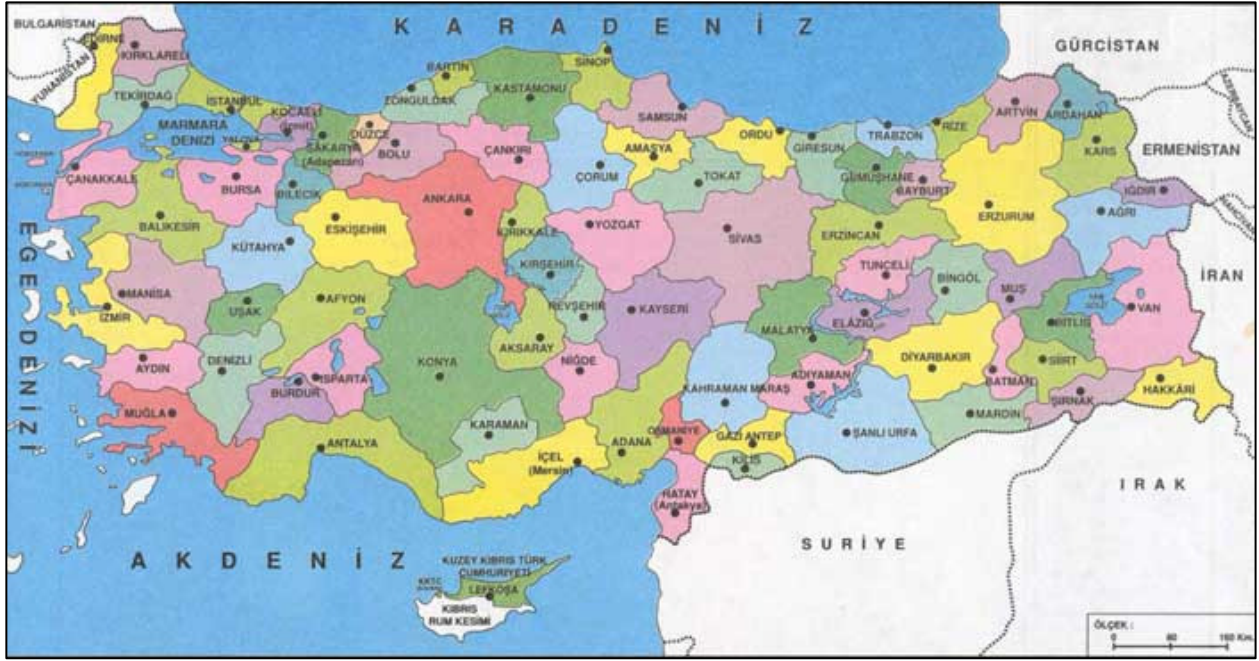 KARADENİZ
BULGARİSTAN
YUNANİSTAN
EDİRNE
KIRKLARELİ
TEKİRDAĞ
İSTANBUL
MARMARA
DENİZİ
YALOVA
KOCAELİ
(İzmit)
SAKARYA
(Adapazarı)
DÜZCE
BOLU
ZONGULDAK
BARTIN
KASTAMONU
SİNOP
ÇANKIRI
SAMSUN
AMASYA
ÇORUM
ORDU
TOKAT
GİRESUN
TRABZON
GÜMÜŞHANE
BAYBURT
RİZE
ARTVİN
ARDAHAN
KARS
GÜRCİSTAN
ERMENİSTAN
AZERBAYCAN
IĞDIR
AĞRI
İRAN
ÇANAKKALE
BURSA
BİLECİK
BALIKESİR
KÜTAHYA
ESKİŞEHİR
ANKARA
KIRIKKALE
YOZGAT
SİVAS
ERZİNCAN
ERZURUM
EGE DENİZİ
MANİSA
İZMİR
UŞAK
AFYON
KIRŞEHİR
NEVŞEHİR
KAYSERİ
TUNCELİ
BİNGÖL
MUŞ
ELÂZIĞ
MALATYA
BİTLİS
VAN
AYDIN
DENİZLİ
BURDUR
ISPARTA
KONYA
AKSARAY
NİĞDE
KAHRAMAN MARAŞ
ADIYAMAN
DİYARBAKIR
BATMAN
SİİRT
ŞIRNAK
HAKKÂRİ
MUĞLA
ANTALYA
KARAMAN
İÇEL
(Mersin)
ADANA
OSMANİYE
GAZİ ANTEP
KİLİS
ŞANLI URFA
MARDİN
HATAY
(Antakya)
SURİYE
IRAK
AKDENİZ
KUZEY KIBRIS TÜRK
CUMHURİYETİ
LEFKOŞA
KIBRIS
RUM KESİMİ
ÖLÇEK :
0 80 160 Km.